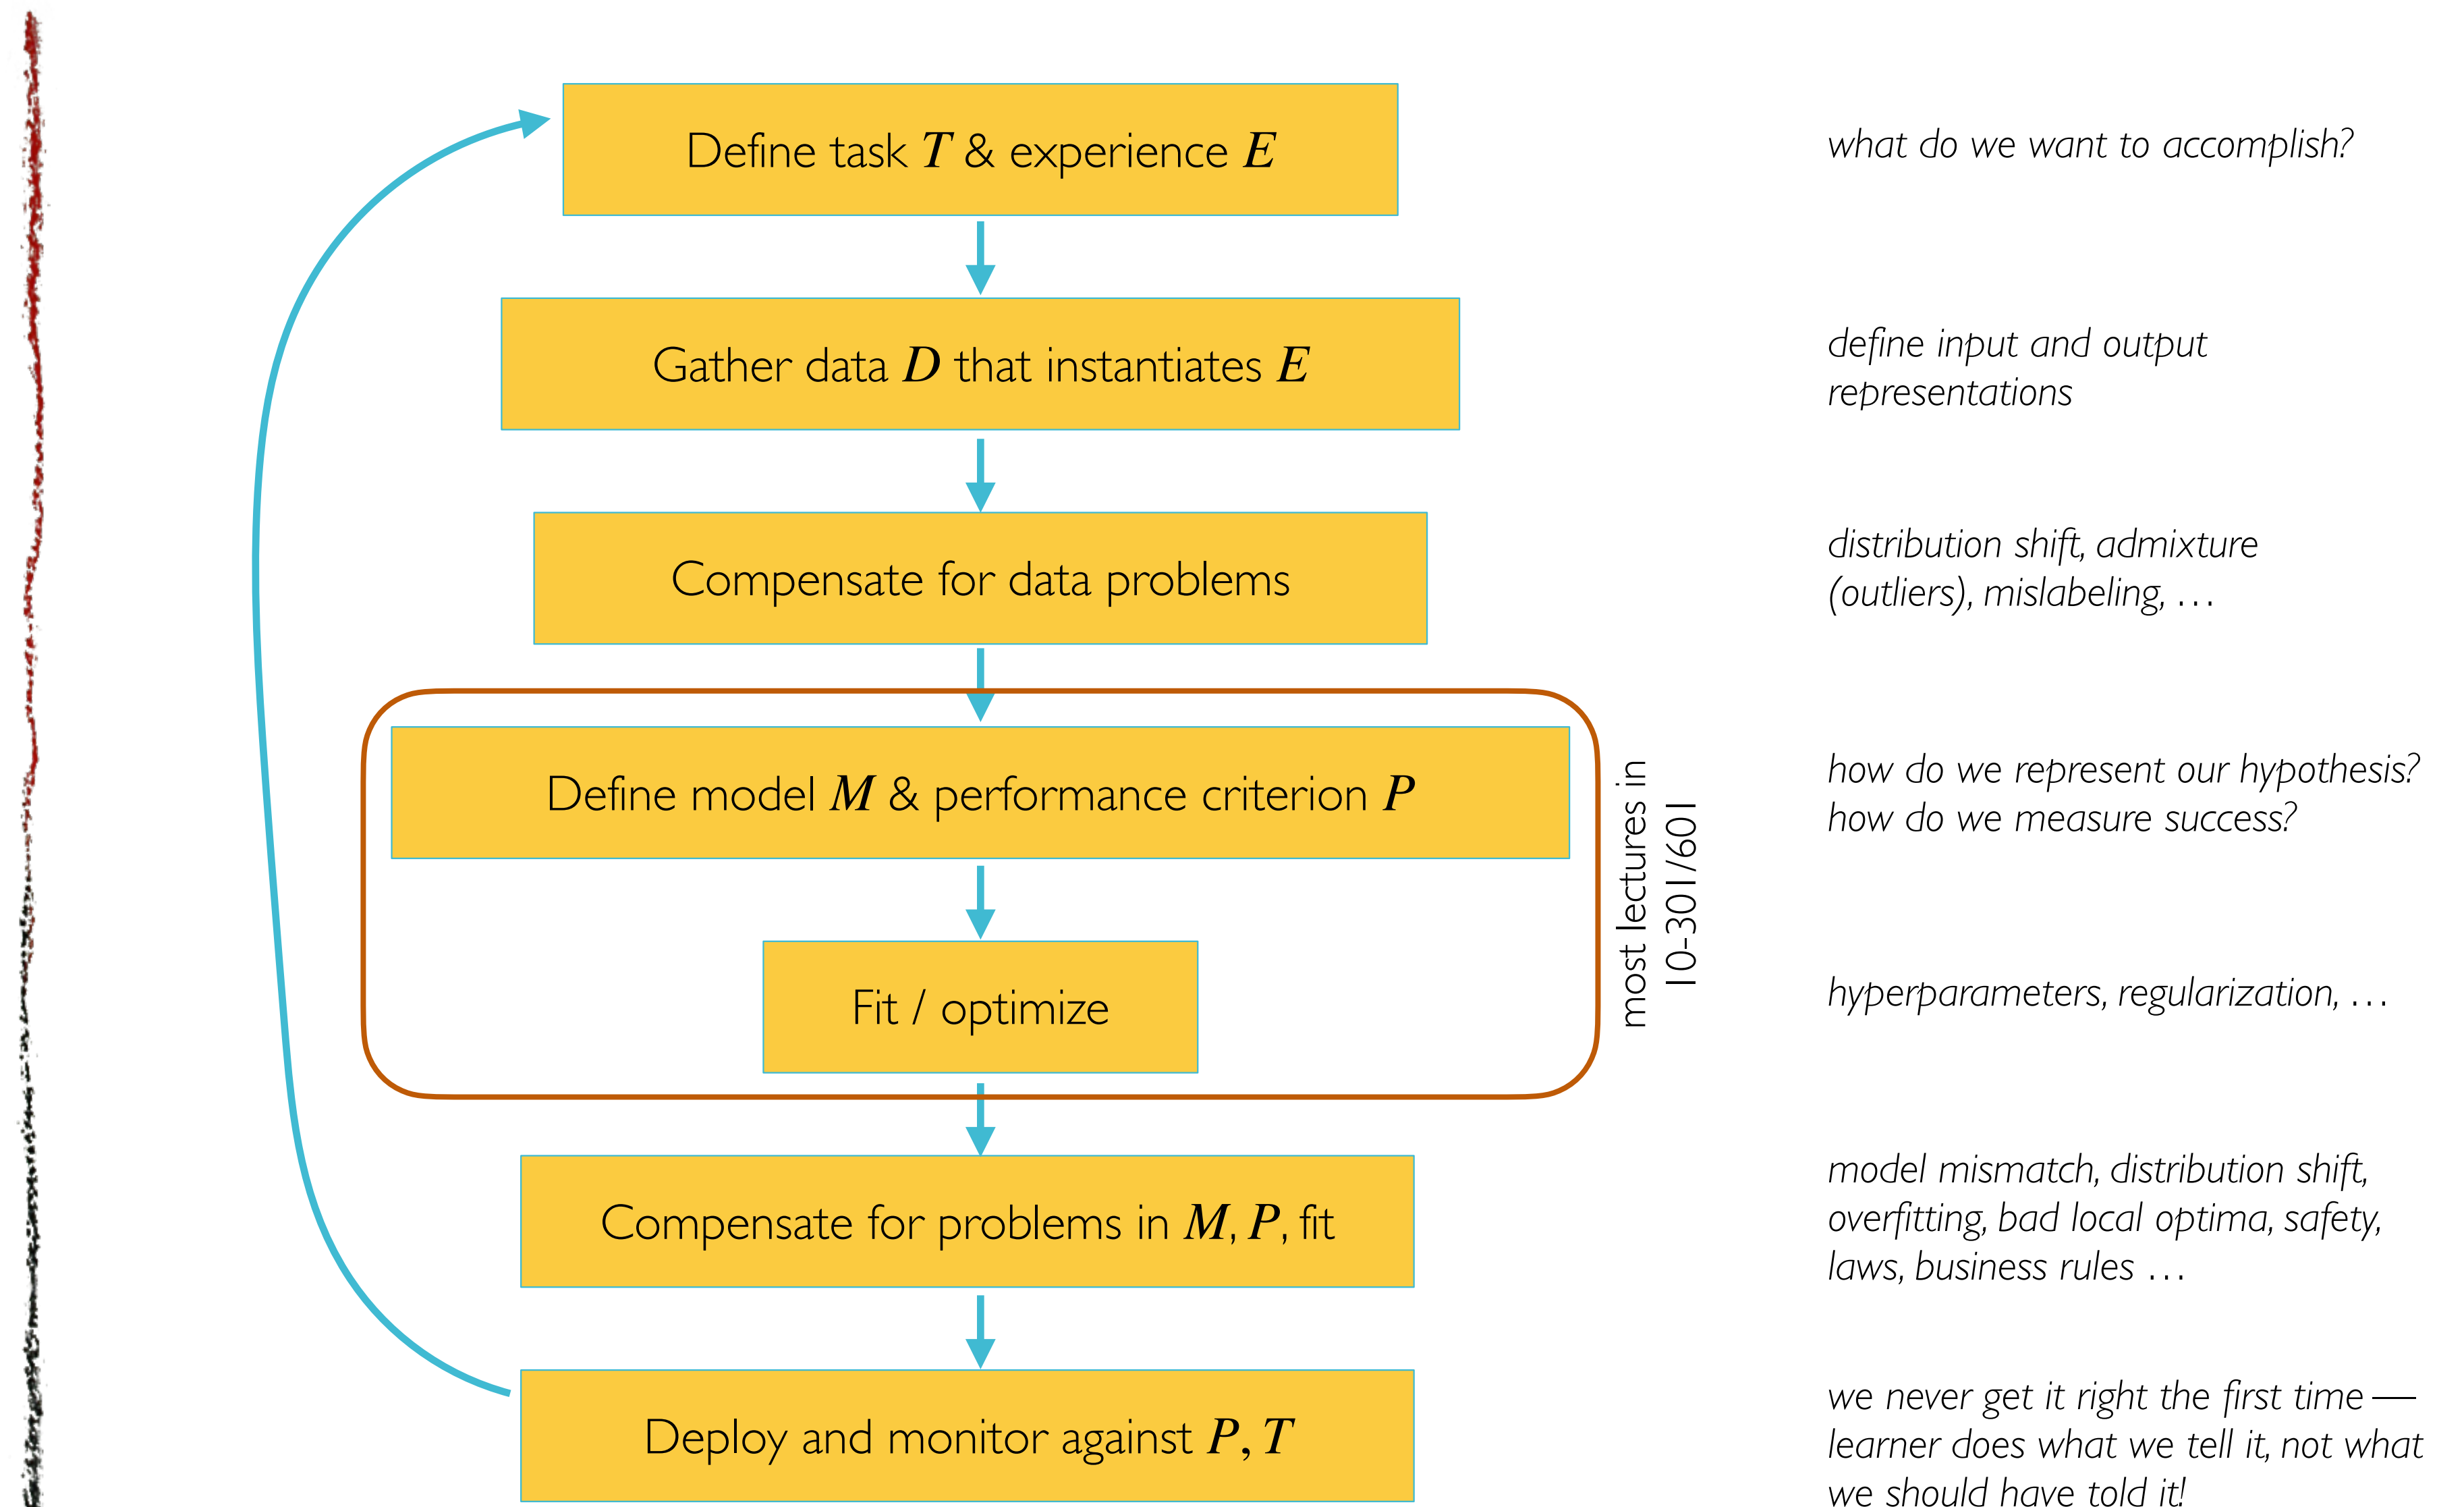 Define task T & experience E
what do we want to accomplish?
Gather data D that instantiates E
define input and output
representations
Compensate for data problems
distribution shift, admixture
(outliers), mislabeling, …
Define model M & performance criterion P
how do we represent our hypothesis?
how do we measure success?
most lectures in
10-301/601
Fit / optimize
hyperparameters, regularization, …
Compensate for problems in M, P, fit
model mismatch, distribution shift,
overfitting, bad local optima, safety,
laws, business rules …
Deploy and monitor against P, T
we never get it right the first time —
learner does what we tell it, not what
we should have told it!